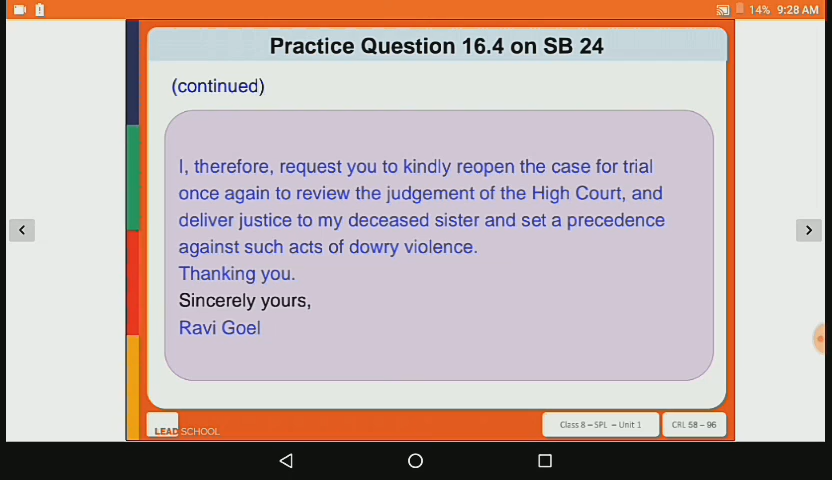 14% 9:28 AM
Practice Question 16.4 on SB 24
(continued)
I, therefore, request you to kindly reopen the case for trial
once again to review the judgement of the High Court, and
deliver justice to my deceased sister and set a precedence
against such acts of dowry violence.
Thanking you.
Sincerely yours,
Ravi Goel
LEAD SCHOOL
Class 8 – SPL – Unit 1
CRL 58 – 96